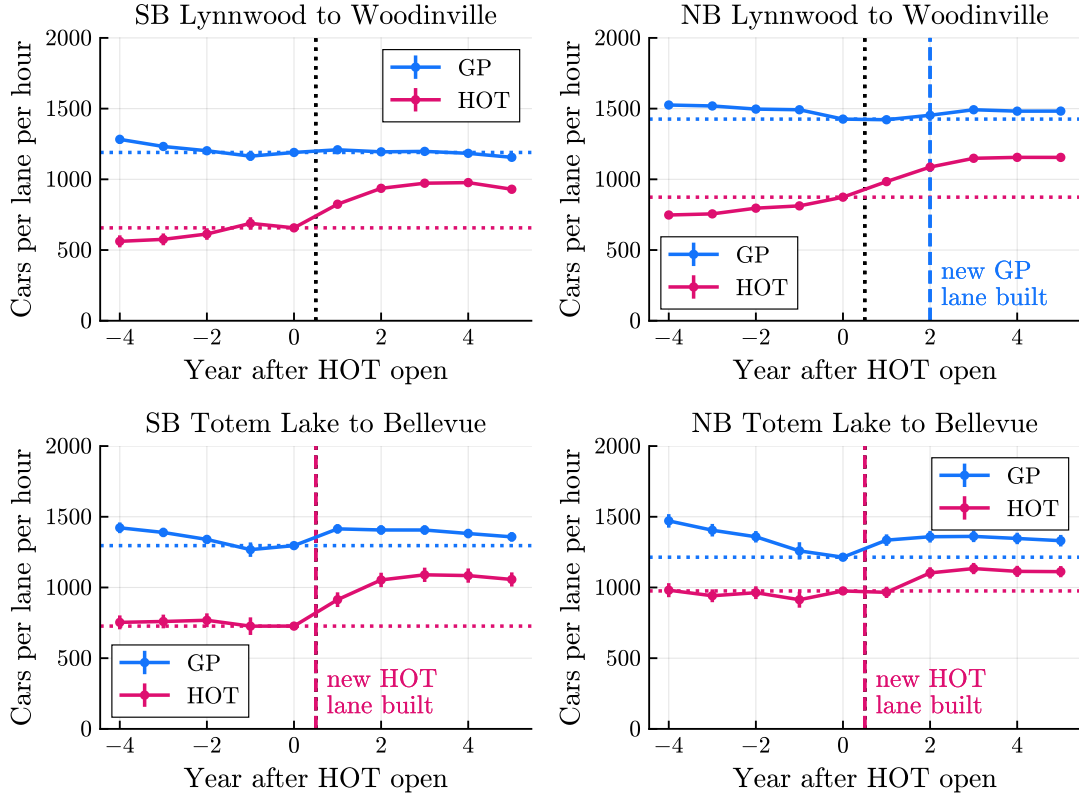 SB Lynnwood to Woodinville
Cars per lane per hour
2000
1500
1000
500
0
GP
HOT
−4 −2 0 2 4
Year after HOT open
NB Lynnwood to Woodinville
Cars per lane per hour
2000
1500
1000
500
0
GP
HOT
new GP
lane built
−4 −2 0 2 4
Year after HOT open
SB Totem Lake to Bellevue
Cars per lane per hour
2000
1500
1000
500
0
GP
HOT
new HOT
lane built
−4 −2 0 2 4
Year after HOT open
NB Totem Lake to Bellevue
Cars per lane per hour
2000
1500
1000
500
0
GP
HOT
new HOT
lane built
−4 −2 0 2 4
Year after HOT open